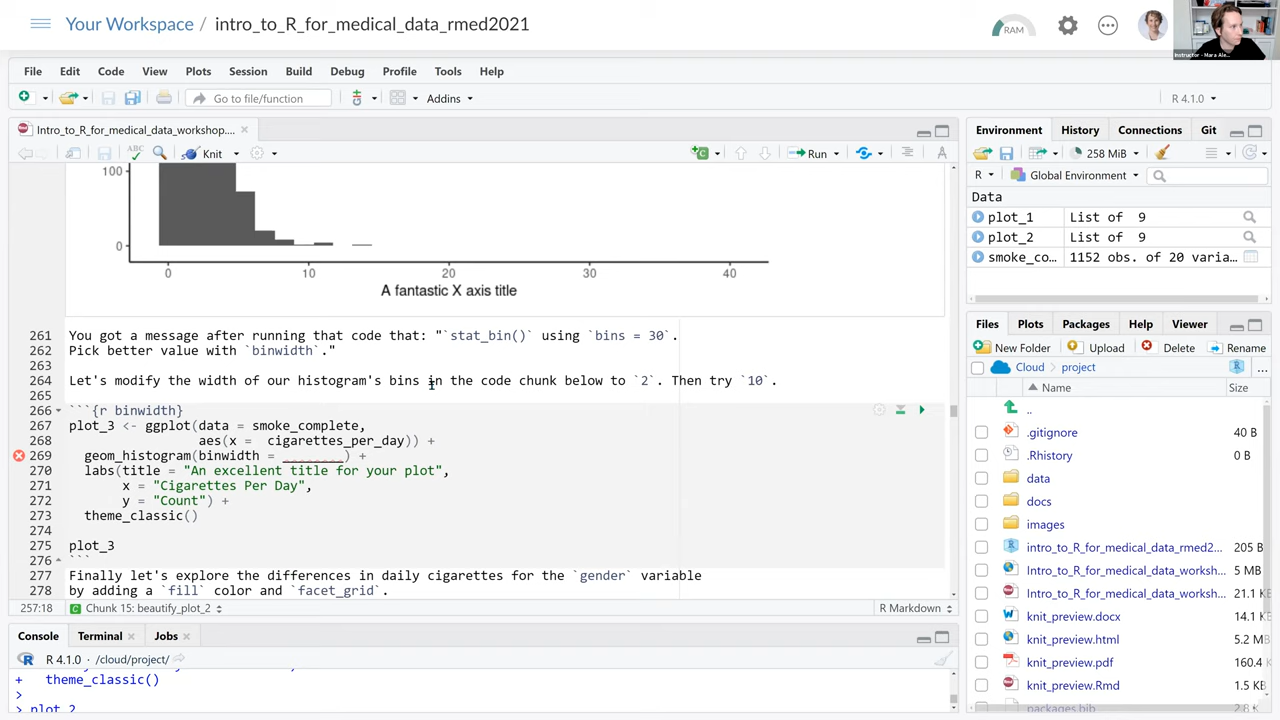 Your Workspace / intro_to_R_for_medical_data_rmed2021
RAM
Instructor - Mara Ale...
File Edit Code View Plots Session Build Debug Profile Tools Help
Go to file/function
Addins
R 4.1.0
Intro_to_R_for_medical_data_workshop....
ABC
Knit
Run
100
0
0 10 20 30 40
A fantastic X axis title
261 You got a message after running that code that: "`stat_bin()` using `bins = 30`.
262 Pick better value with `binwidth`."
263
264 Let's modify the width of our histogram's bins in the code chunk below to `2`. Then try `10`.
265
266 ```{r binwidth}
267 plot_3 <- ggplot(data = smoke_complete,
268 aes(x = cigarettes_per_day)) +
269 geom_histogram(binwidth = ________) +
270 labs(title = "An excellent title for your plot",
271 x = "Cigarettes Per Day",
272 y = "Count") +
273 theme_classic()
274
275 plot_3
276 ```
277 Finally let's explore the differences in daily cigarettes for the `gender` variable
278 by adding a `fill` color and `facet_grid`.
257:18 Chunk 15: beautify_plot_2 R Markdown
Console Terminal Jobs
R 4.1.0 · /cloud/project/
+ theme_classic()
>
> plot_2
Environment History Connections Git
258 MiB
R Global Environment
Data
plot_1 List of 9
plot_2 List of 9
smoke_co... 1152 obs. of 20 varia...
Files Plots Packages Help Viewer
New Folder Upload Delete Rename
Cloud project ...
Name Size
..
.gitignore 40 B
.Rhistory 0 B
data
docs
images
intro_to_R_for_medical_data_rmed2... 205 B
Intro_to_R_for_medical_data_worksh... 5 MB
Intro_to_R_for_medical_data_worksh... 21.1 K
knit_preview.docx 14.1 K
knit_preview.html 5.2 M
knit_preview.pdf 160.4
knit_preview.Rmd 1.5 KB
packages.bib 2.8 K